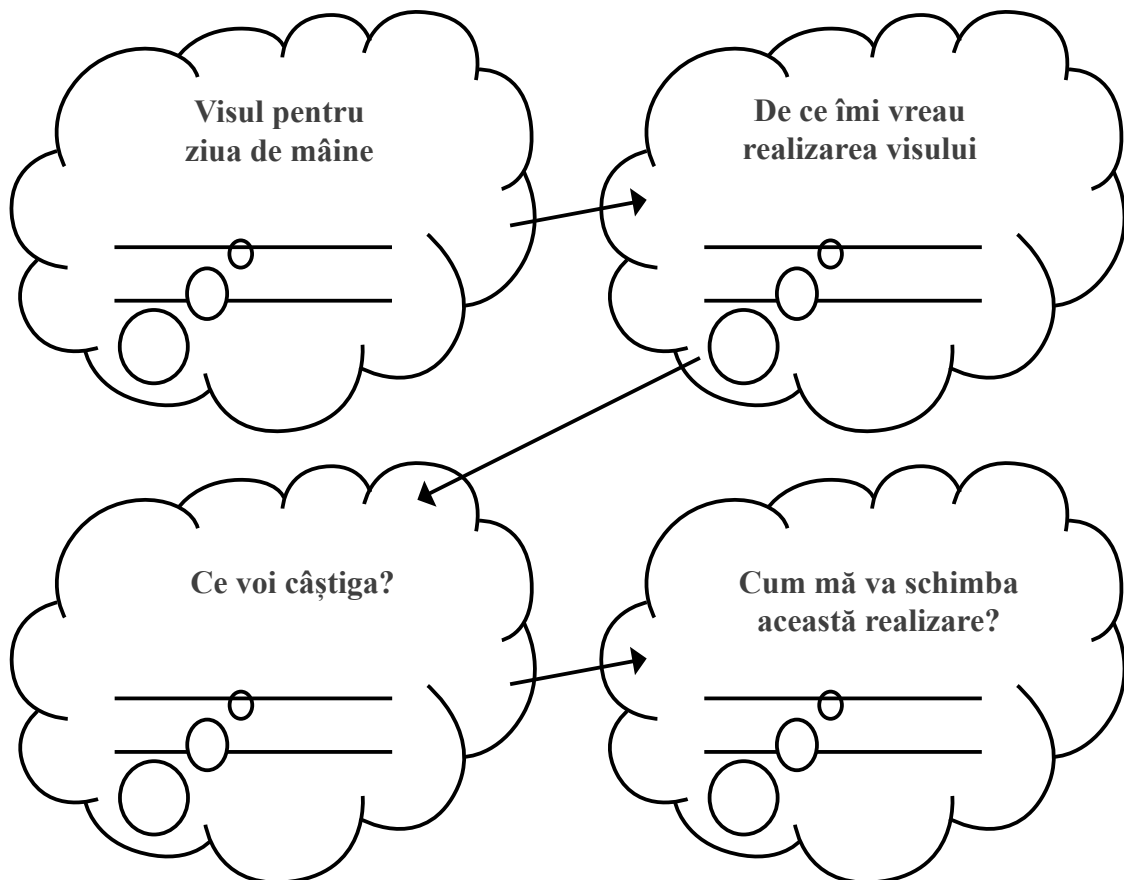 Visul pentru
ziua de mâine
De ce îmi vreau
realizarea visului
Ce voi câștiga?
Cum mă va schimba
această realizare?